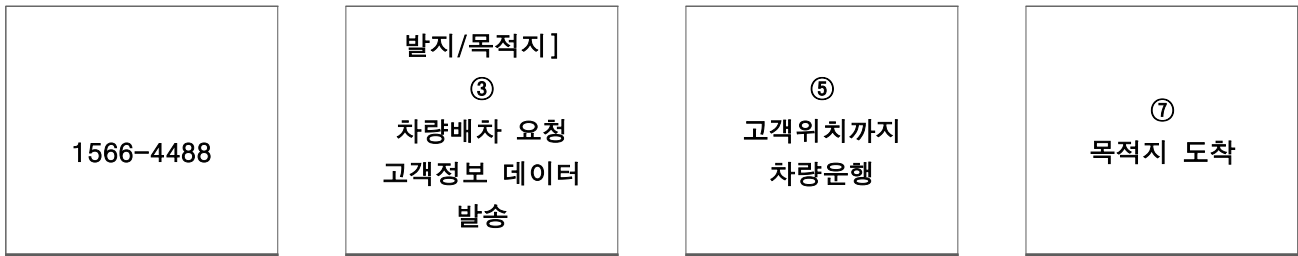 1566-4488
발지/목적지]
③
차량배차 요청
고객정보 데이터
발송
⑤
고객위치까지
차량운행
⑦
목적지 도착